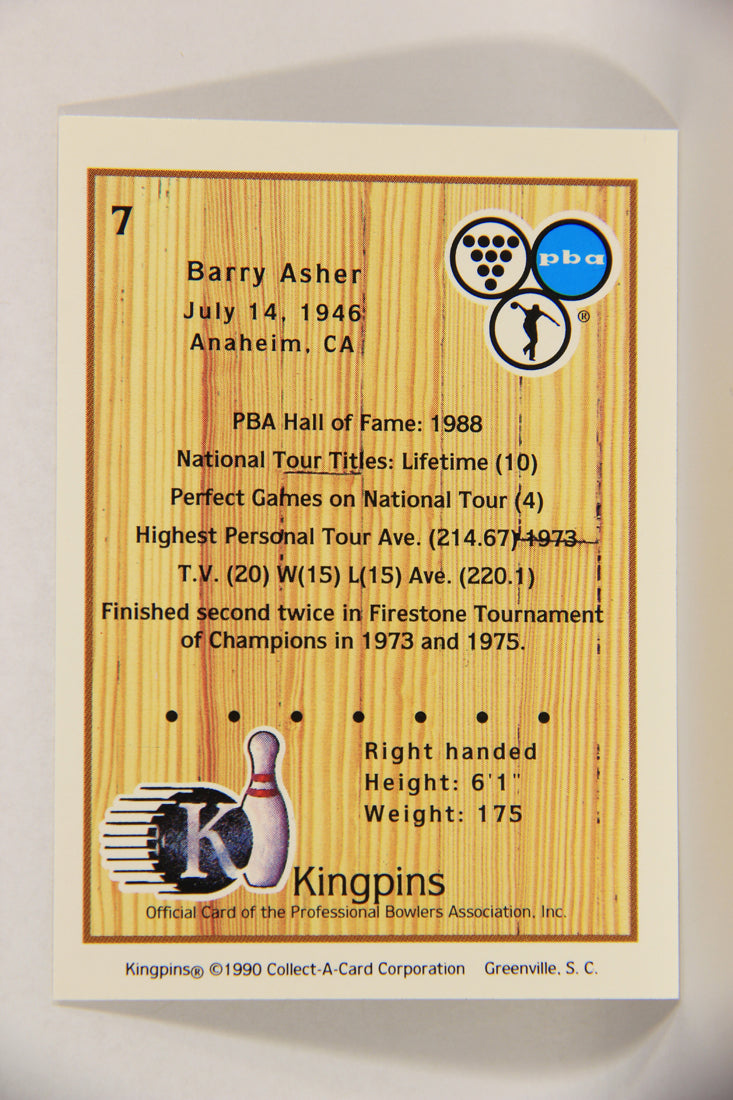 7
pba
®
Barry Asher
July 14, 1946
Anaheim, CA
PBA Hall of Fame: 1988
National Tour Titles: Lifetime (10)
Perfect Games on National Tour (4)
Highest Personal Tour Ave. (214.67) 1973
T.V. (20) W(15) L(15) Ave. (220.1)
Finished second twice in Firestone Tournament
of Champions in 1973 and 1975.
Right handed
Height: 6'1"
Weight: 175
K
Kingpins
Official Card of the Professional Bowlers Association, Inc.
Kingpins® ©1990 Collect-A-Card Corporation Greenville, S. C.